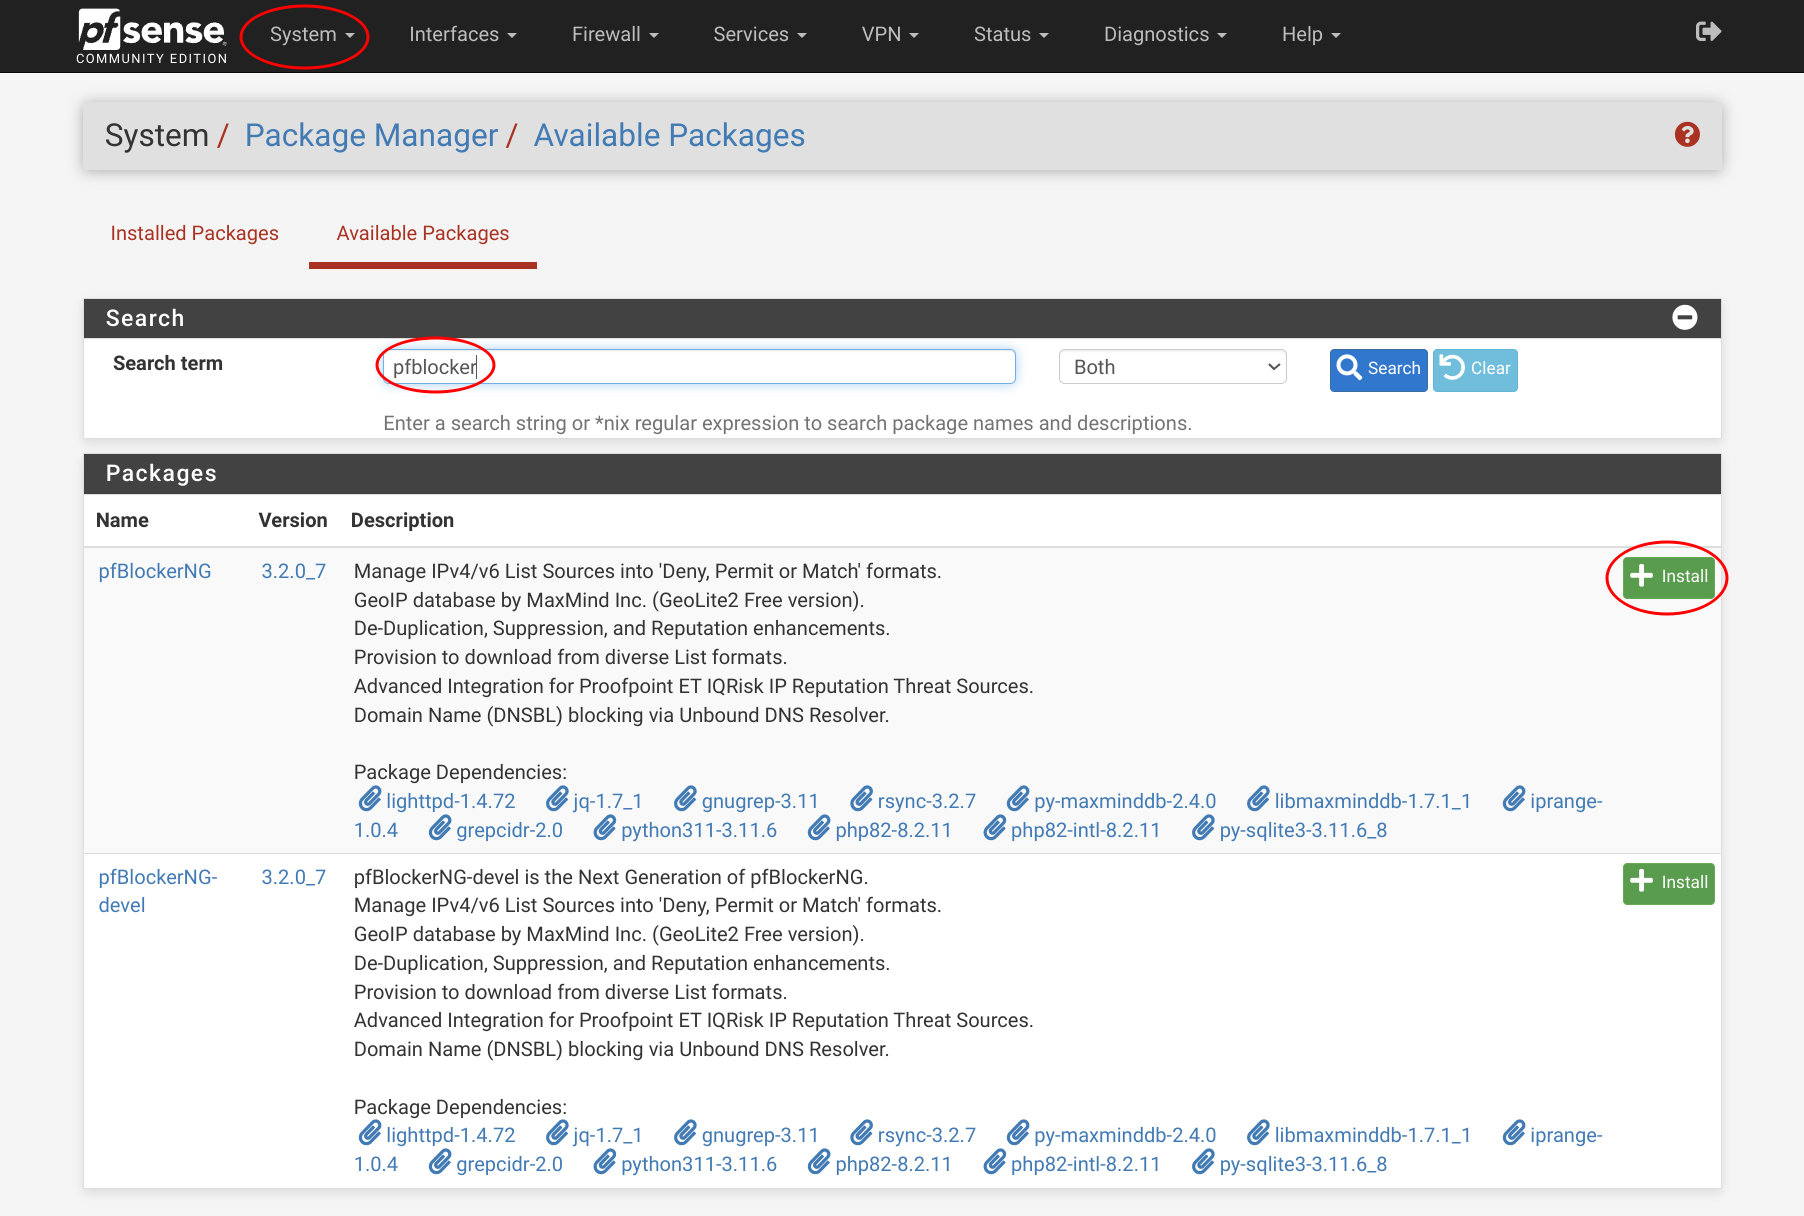 pfsense
COMMUNITY EDITION
System Interfaces Firewall Services VPN Status Diagnostics Help
System / Package Manager / Available Packages
Installed Packages Available Packages
Search
Search term pfblocker Both Search Clear
Enter a search string or *nix regular expression to search package names and descriptions.
Packages
Name Version Description
pfBlockerNG 3.2.0_7 Manage IPv4/v6 List Sources into 'Deny, Permit or Match' formats. Install
GeoIP database by MaxMind Inc. (GeoLite2 Free version).
De-Duplication, Suppression, and Reputation enhancements.
Provision to download from diverse List formats.
Advanced Integration for Proofpoint ET IQRisk IP Reputation Threat Sources.
Domain Name (DNSBL) blocking via Unbound DNS Resolver.
Package Dependencies:
lighttpd-1.4.72 jq-1.7_1 gnugrep-3.11 rsync-3.2.7 py-maxminddb-2.4.0 libmaxminddb-1.7.1_1 iprange-
1.0.4 grepcidr-2.0 python311-3.11.6 php82-8.2.11 php82-intl-8.2.11 py-sqlite3-3.11.6_8
pfBlockerNG- 3.2.0_7 pfBlockerNG-devel is the Next Generation of pfBlockerNG. Install
devel Manage IPv4/v6 List Sources into 'Deny, Permit or Match' formats.
GeoIP database by MaxMind Inc. (GeoLite2 Free version).
De-Duplication, Suppression, and Reputation enhancements.
Provision to download from diverse List formats.
Advanced Integration for Proofpoint ET IQRisk IP Reputation Threat Sources.
Domain Name (DNSBL) blocking via Unbound DNS Resolver.
Package Dependencies:
lighttpd-1.4.72 jq-1.7_1 gnugrep-3.11 rsync-3.2.7 py-maxminddb-2.4.0 libmaxminddb-1.7.1_1 iprange-
1.0.4 grepcidr-2.0 python311-3.11.6 php82-8.2.11 php82-intl-8.2.11 py-sqlite3-3.11.6_8